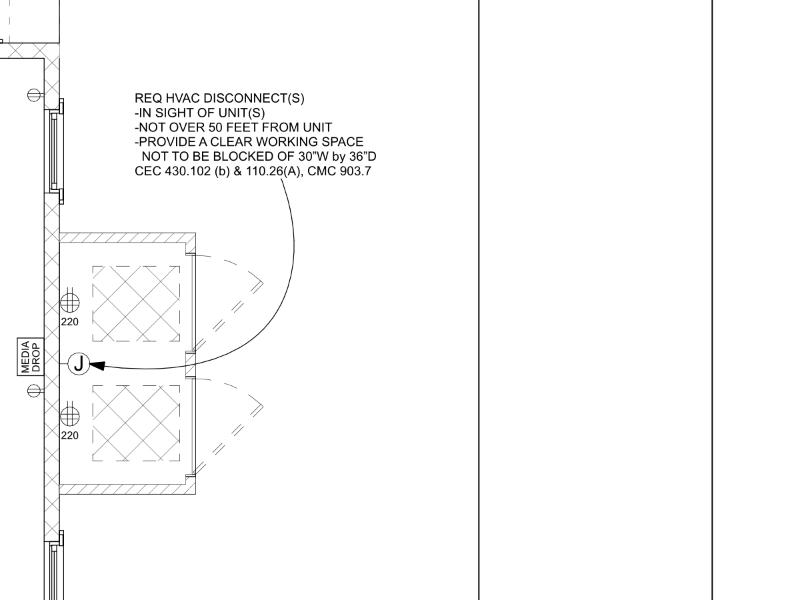 REQ HVAC DISCONNECT(S)
-IN SIGHT OF UNIT(S)
-NOT OVER 50 FEET FROM UNIT
-PROVIDE A CLEAR WORKING SPACE
NOT TO BE BLOCKED OF 30"W by 36"D
CEC 430.102 (b) & 110.26(A), CMC 903.7
220
MEDIA
DROP
J
220